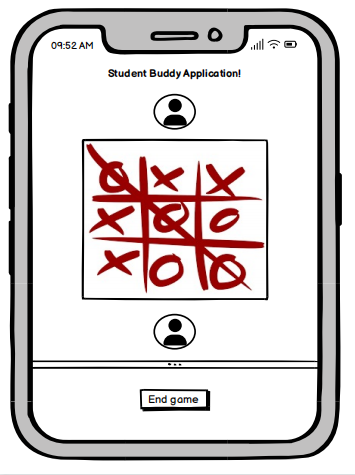 09:52 AM
Student Buddy Application!
O X X
X O O
X O O
End game